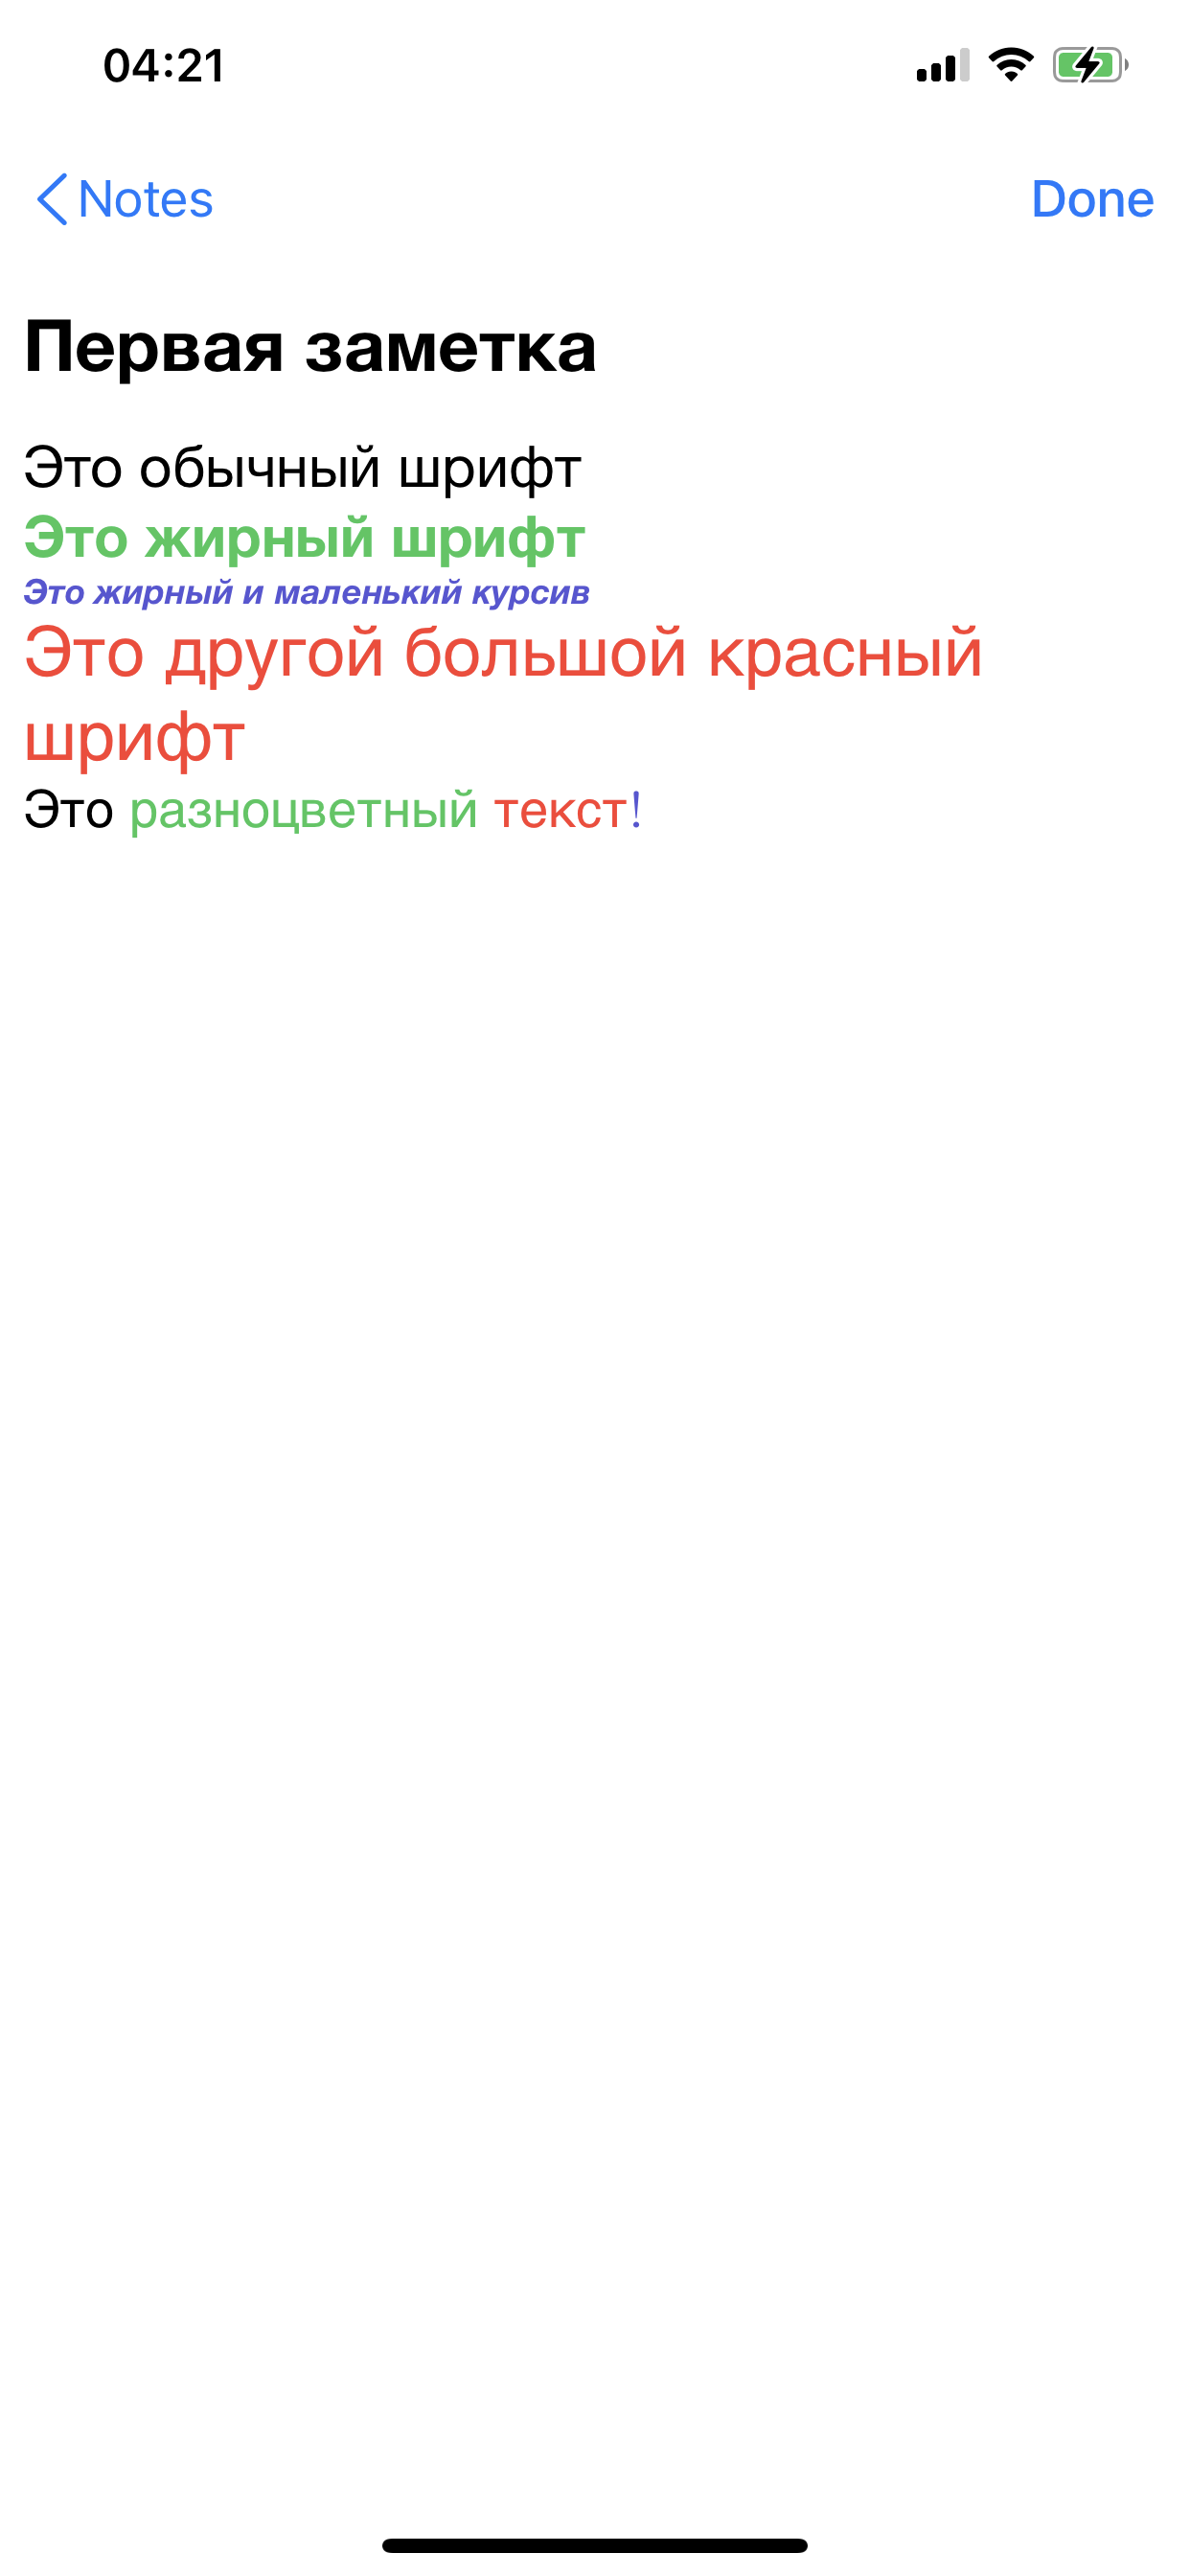 04:21
Notes
Done
Первая заметка
Это обычный шрифт
Это жирный шрифт
Это жирный и маленький курсив
Это другой большой красный
шрифт
Это разноцветный текст!